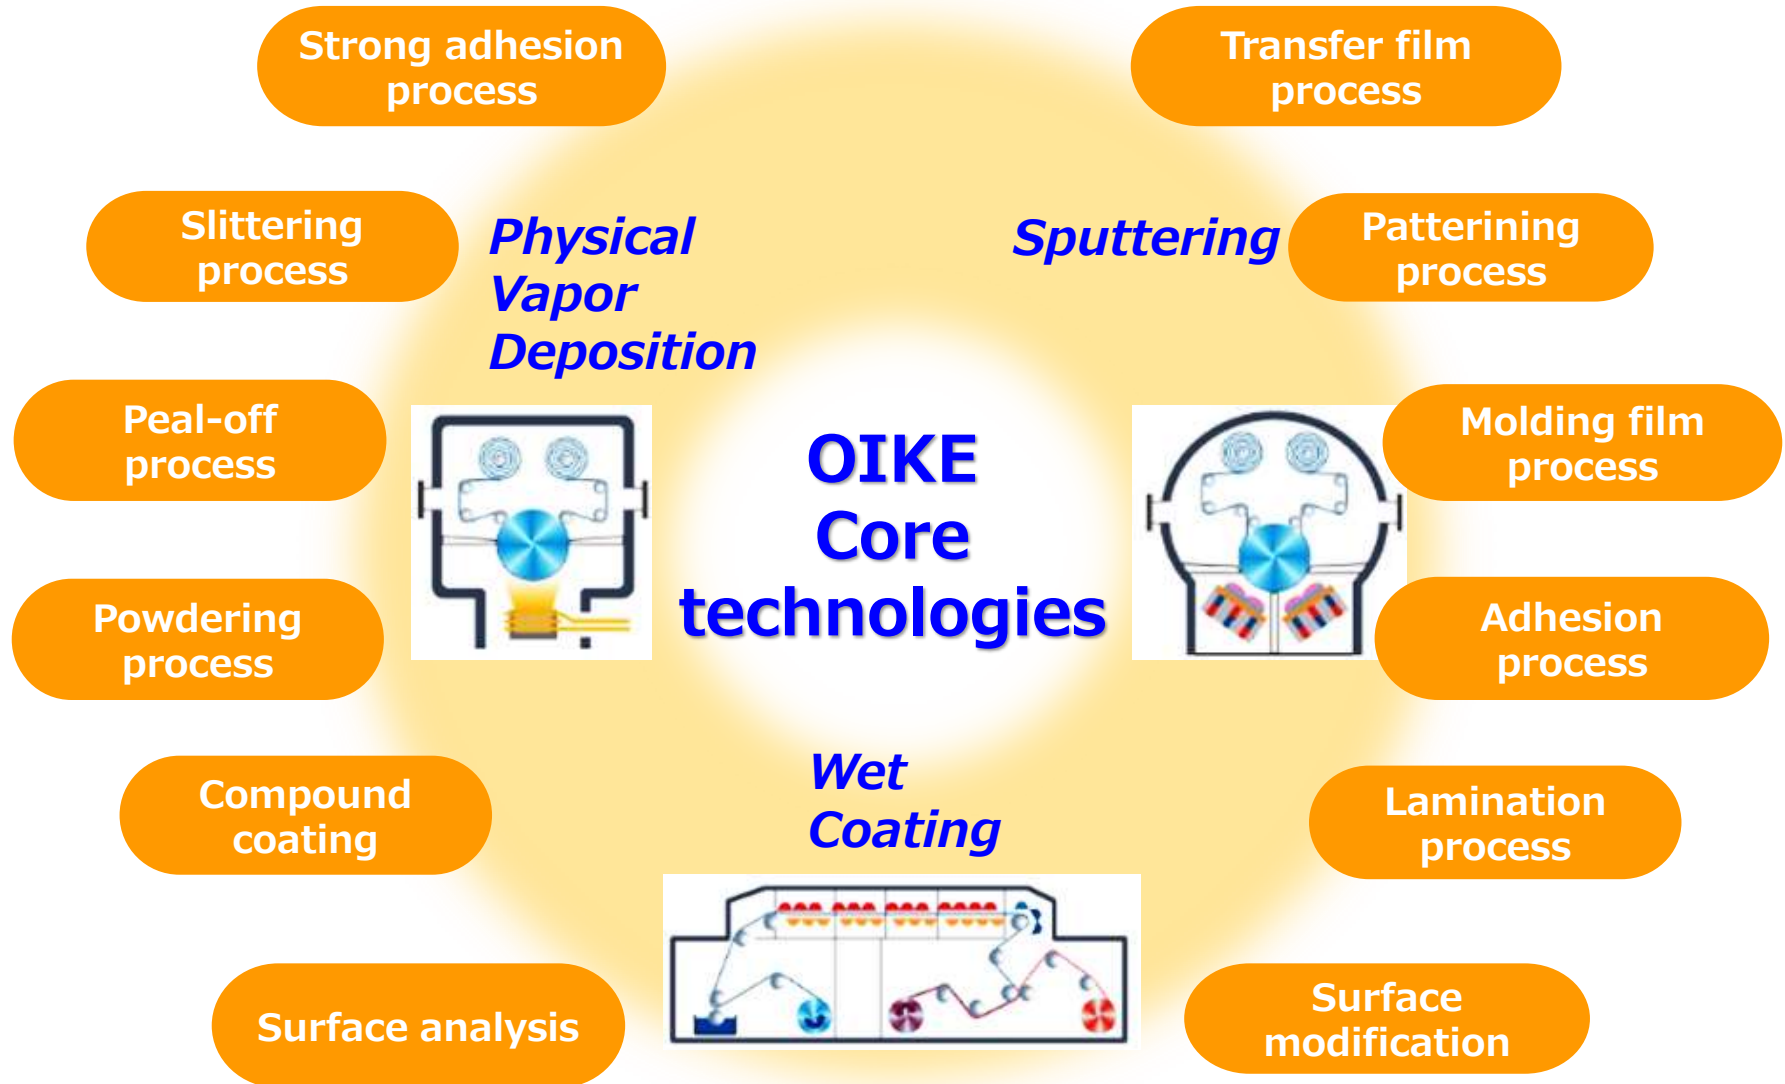 Strong adhesion
process
Transfer film
process
Slittering
process
Physical
Vapor
Deposition
Sputtering
Patterining
process
Peal-off
process
OIKE
Core
technologies
Molding film
process
Powdering
process
Adhesion
process
Compound
coating
Wet
Coating
Lamination
process
Surface analysis
Surface
modification